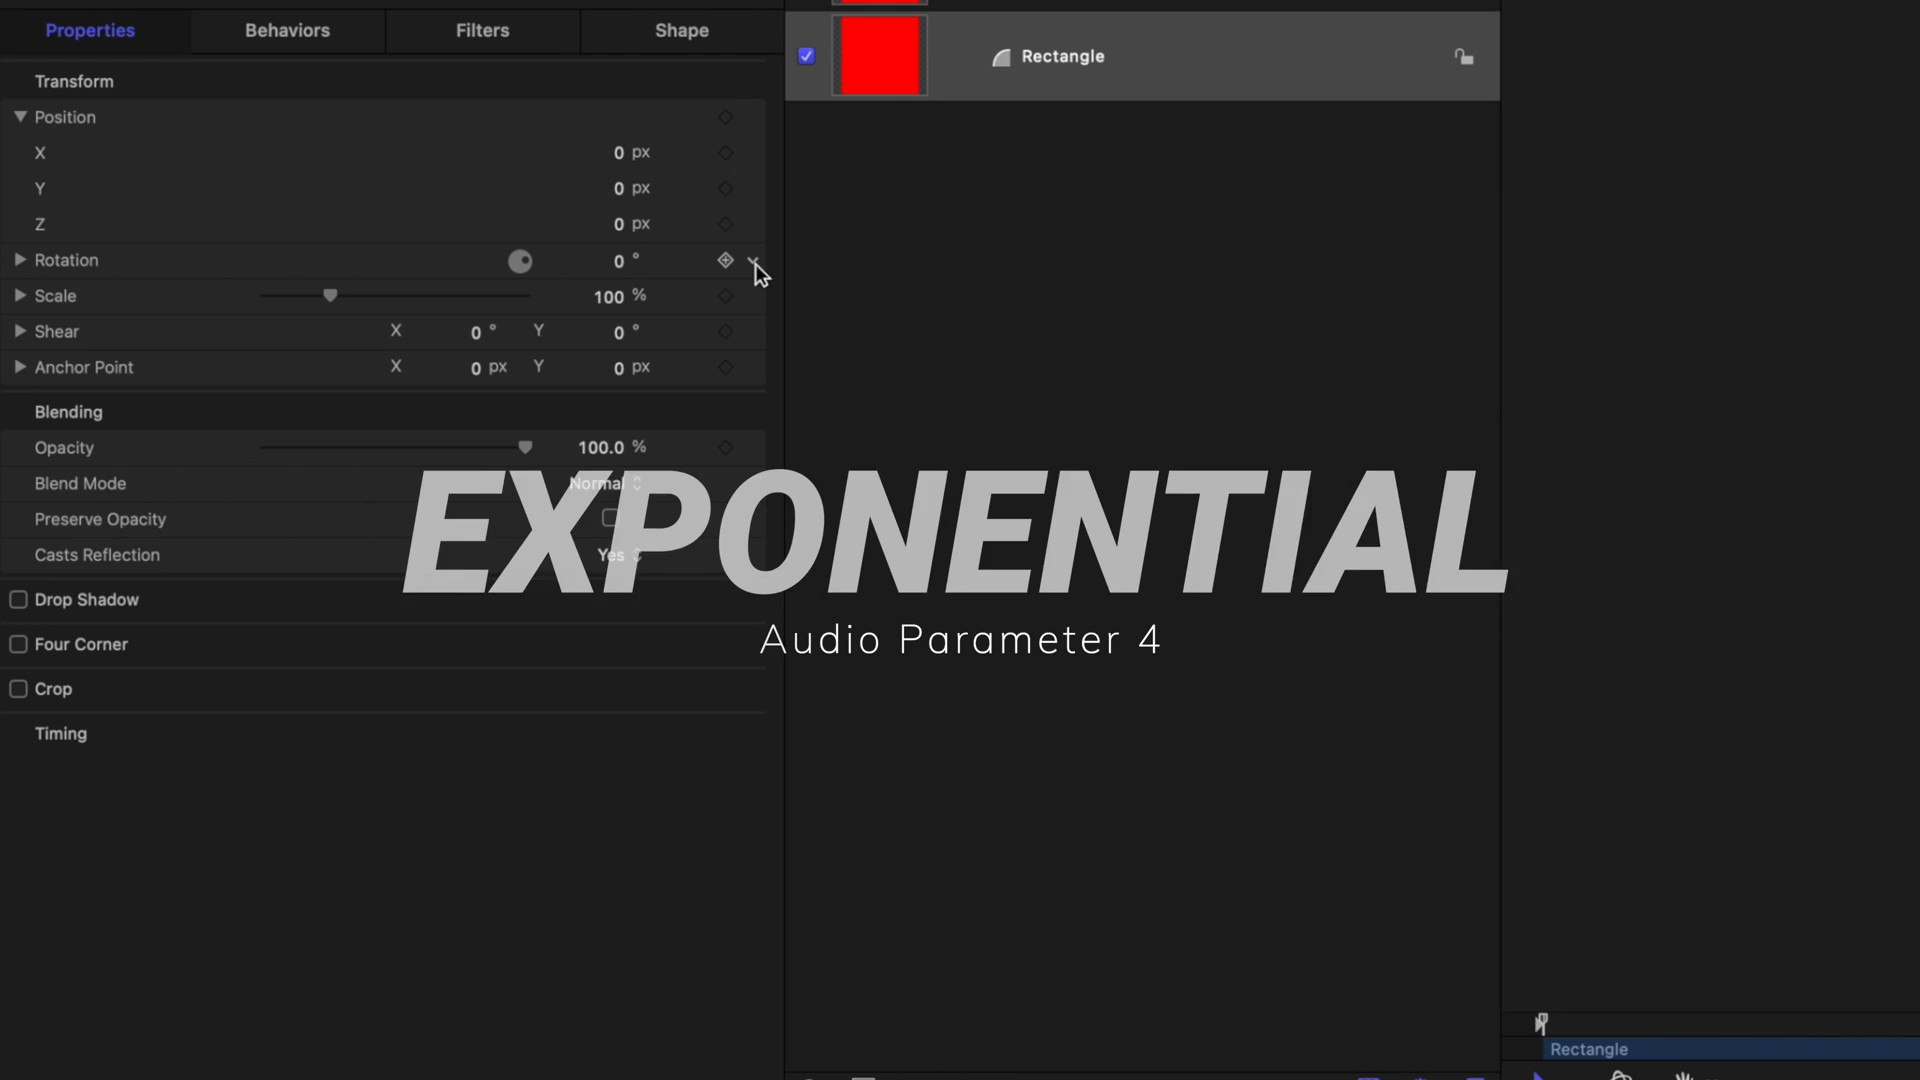 Properties Behaviors Filters Shape
Rectangle
Transform
Position
X 0 px
Y 0 px
Z 0 px
Rotation 0 °
Scale 100 %
Shear X 0 ° Y 0 °
Anchor Point X 0 px Y 0 px
Blending
Opacity 100.0 %
Blend Mode Normal
Preserve Opacity
Casts Reflection Yes
EXPONENTIAL
Audio Parameter 4
Drop Shadow
Four Corner
Crop
Timing
Rectangle